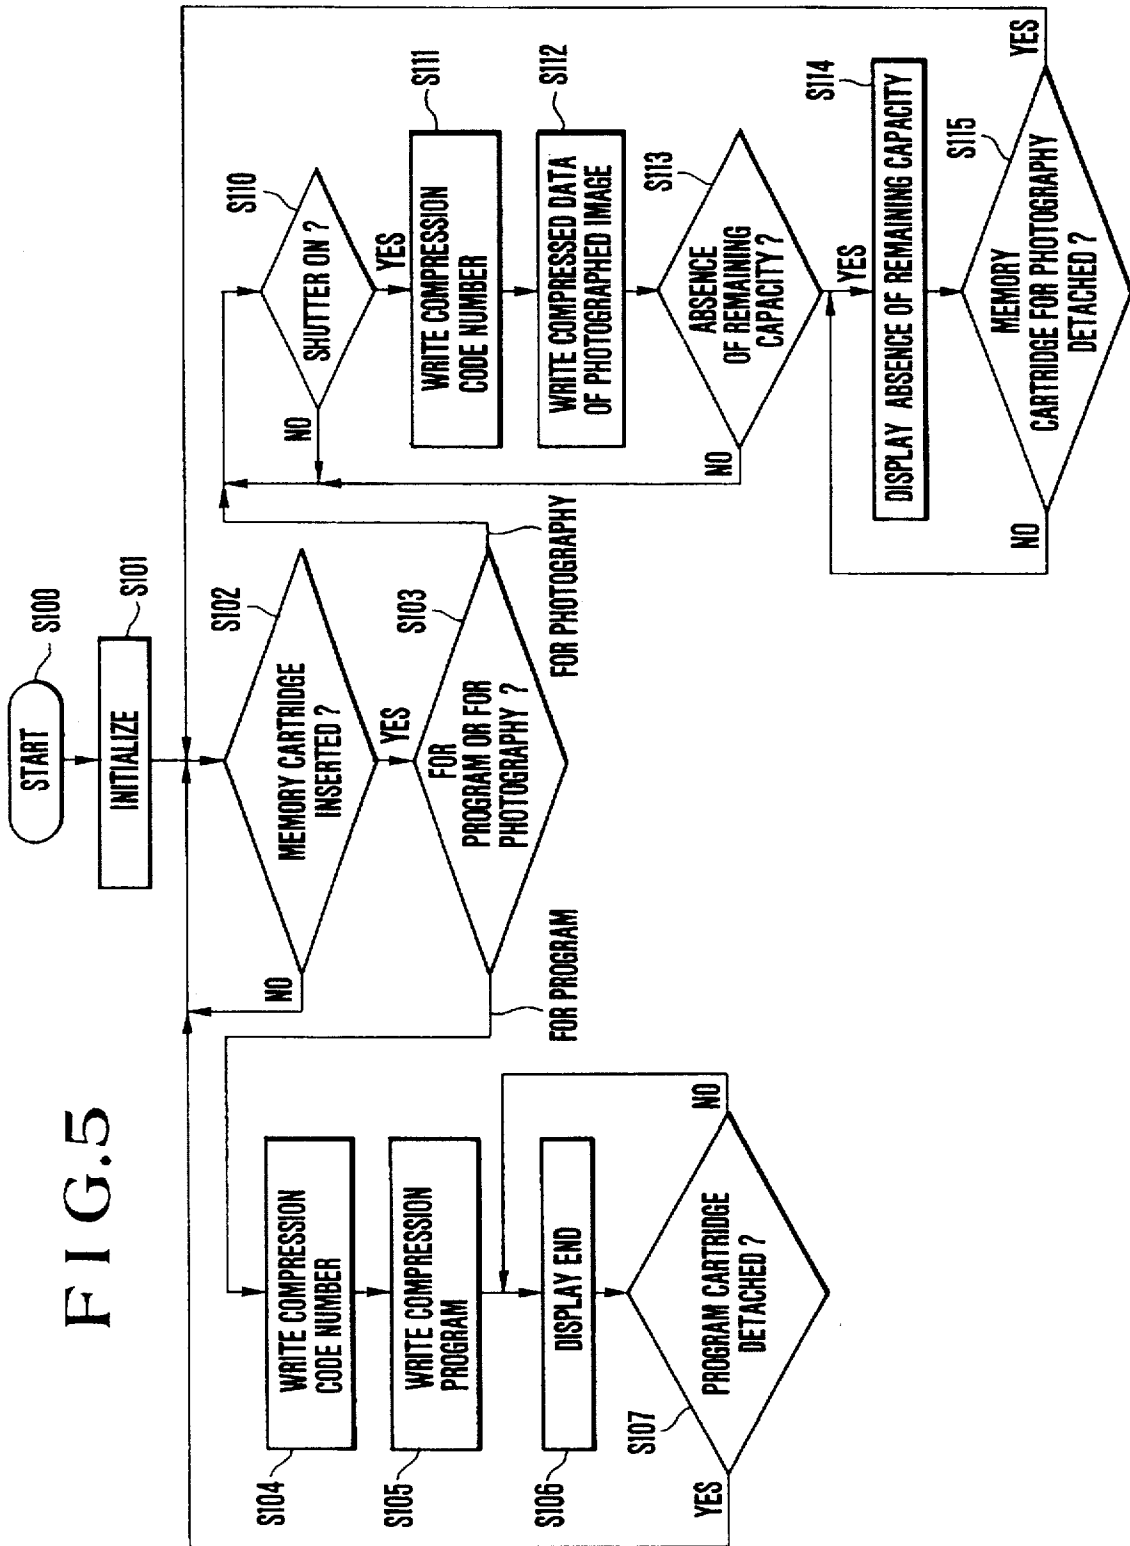 FIG.5
START
S100
INITIALIZE
S101
MEMORY CARTRIDGE
INSERTED ?
S102
NO
YES
FOR
PROGRAM OR FOR
PHOTOGRAPHY ?
S103
FOR PROGRAM
FOR PHOTOGRAPHY
WRITE COMPRESSION
CODE NUMBER
S104
WRITE COMPRESSION
PROGRAM
S105
DISPLAY END
S106
PROGRAM CARTRIDGE
DETACHED ?
S107
YES
NO
SHUTTER ON ?
S110
NO
YES
WRITE COMPRESSION
CODE NUMBER
S111
WRITE COMPRESSED DATA
OF PHOTOGRAPHED IMAGE
S112
ABSENCE
OF REMAINING
CAPACITY ?
S113
NO
YES
DISPLAY ABSENCE OF REMAINING CAPACITY
S114
MEMORY
CARTRIDGE FOR PHOTOGRAPHY
DETACHED ?
S115
NO
YES